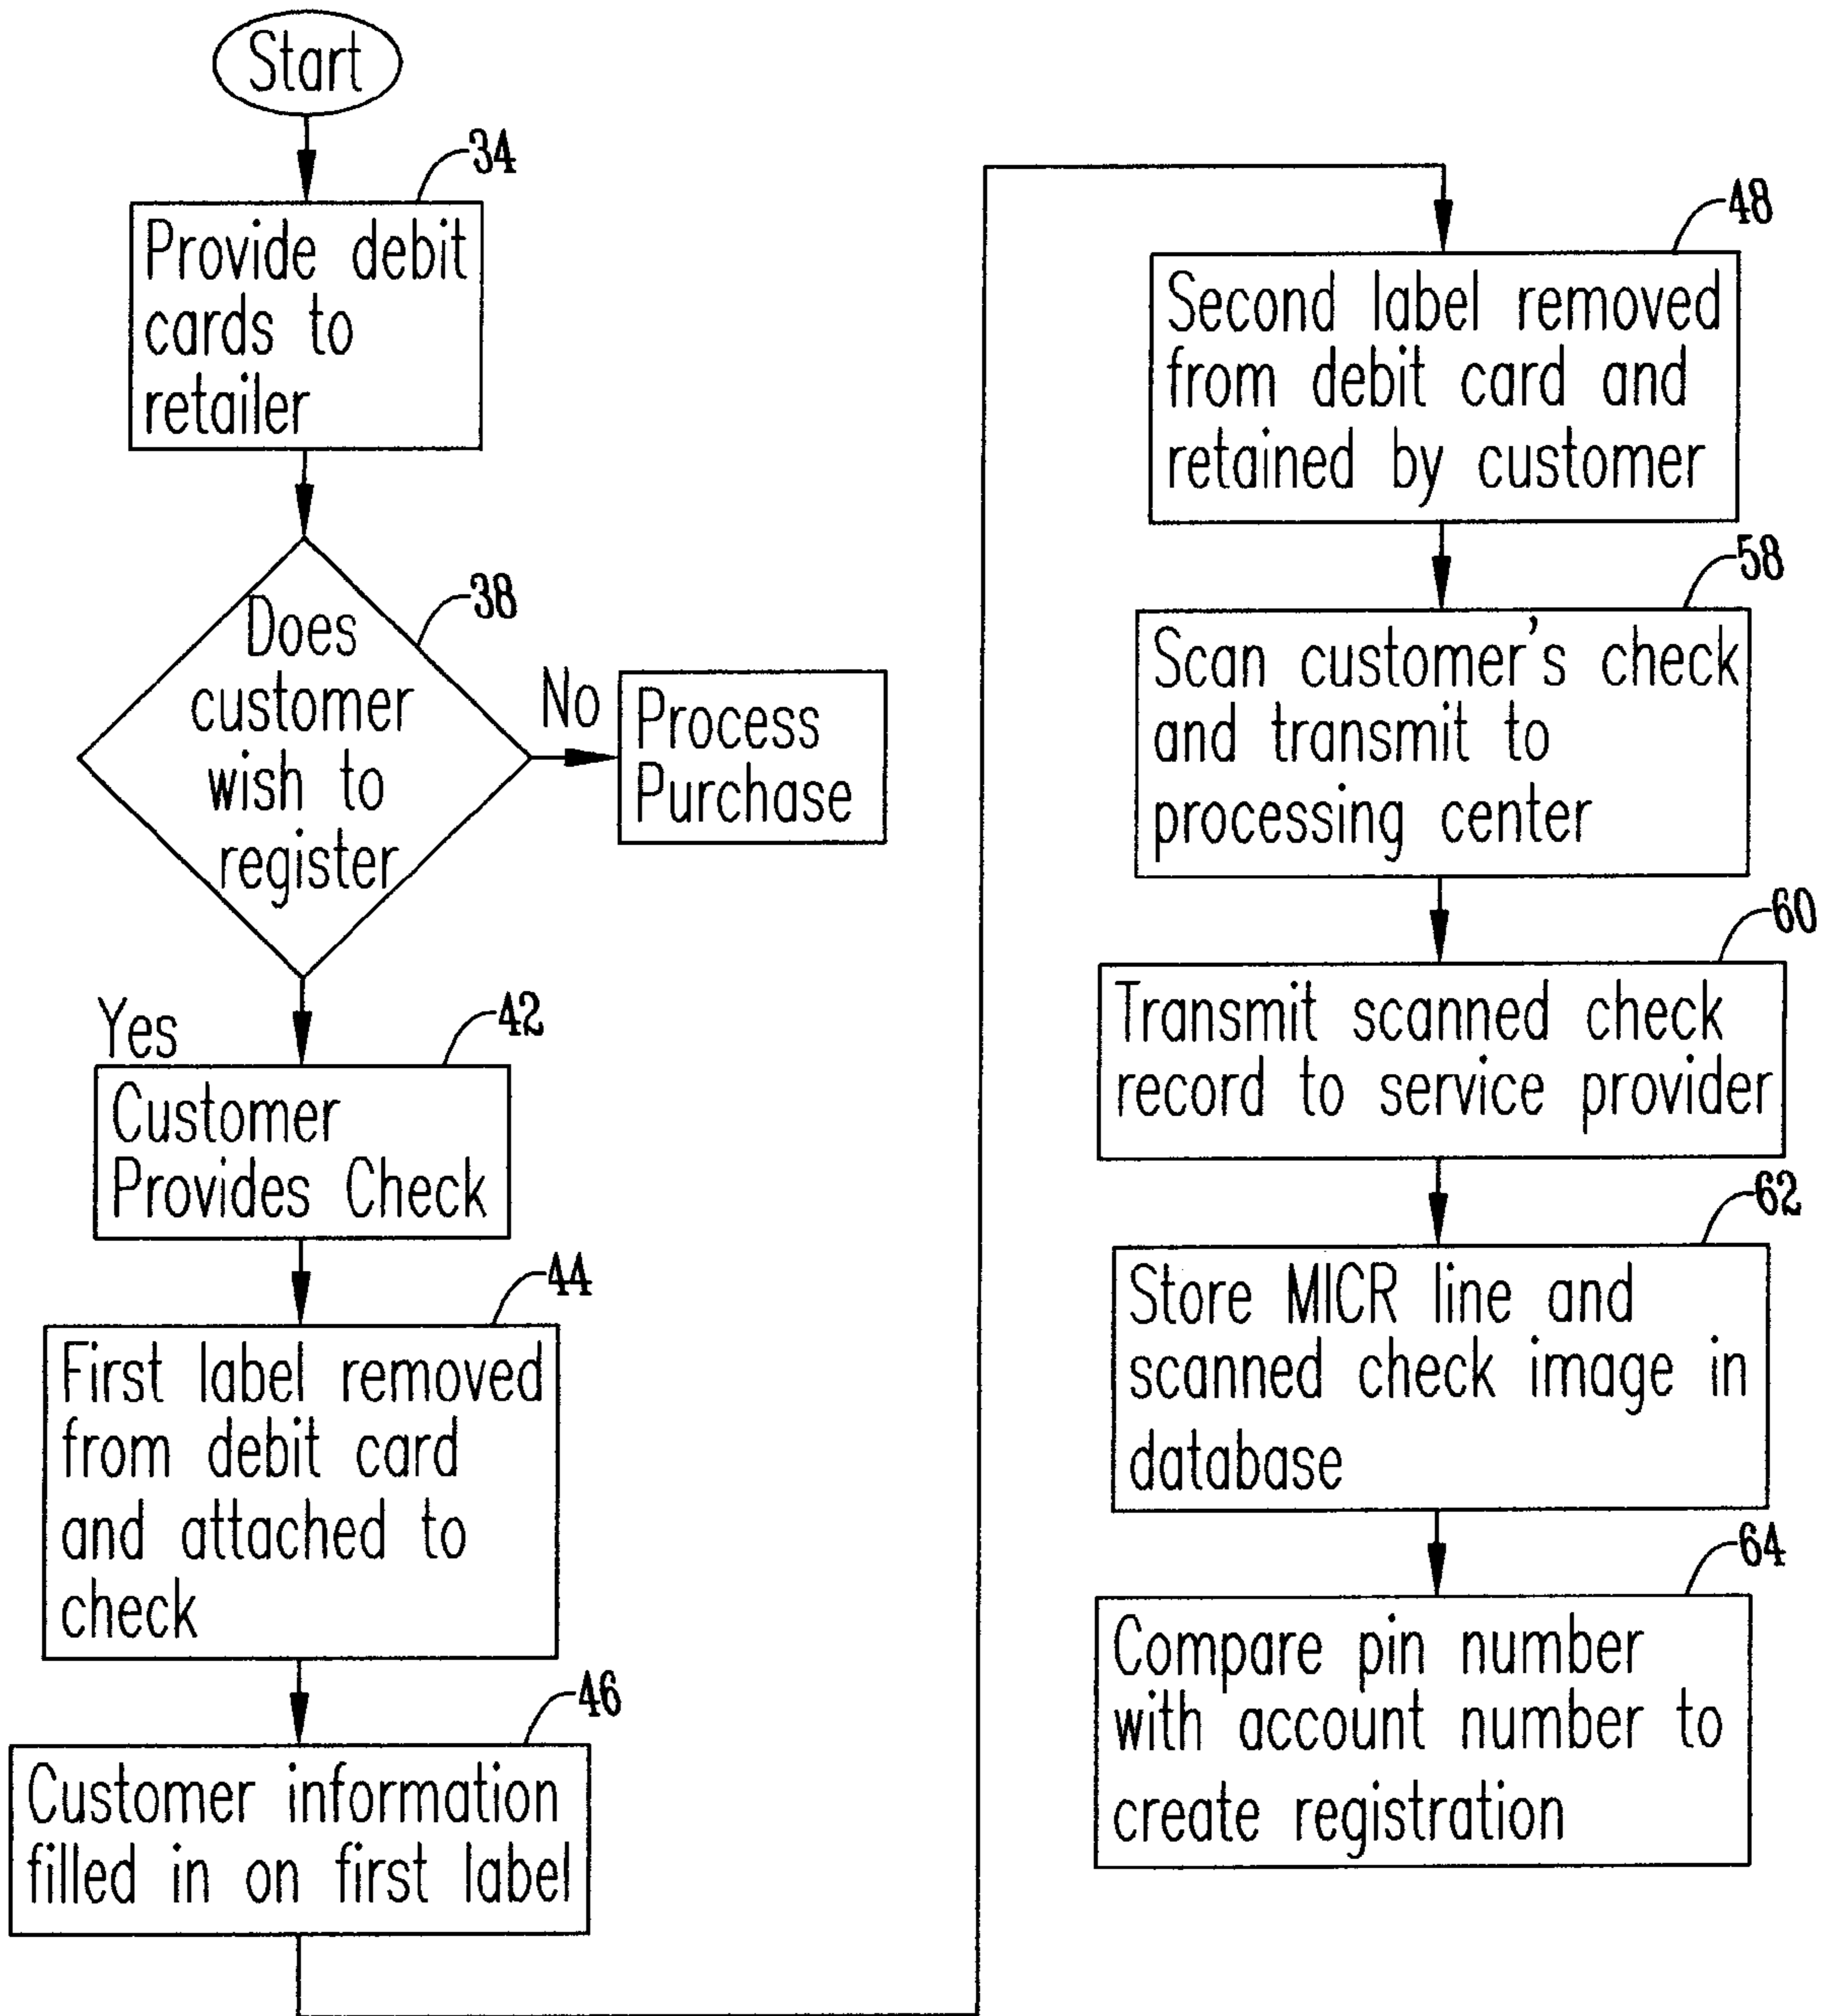 Start
34
Provide debit
cards to
retailer
38
Does
customer
wish to
register
No
Process
Purchase
Yes
42
Customer
Provides Check
44
First label removed
from debit card
and attached to
check
46
Customer information
filled in on first label
48
Second label removed
from debit card and
retained by customer
58
Scan customer's check
and transmit to
processing center
60
Transmit scanned check
record to service provider
62
Store MICR line and
scanned check image in
database
64
Compare pin number
with account number to
create registration